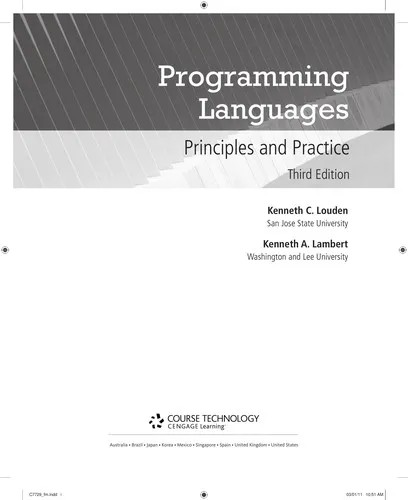 Programming
Languages
Principles and Practice
Third Edition
Kenneth C. Louden
San Jose State University
Kenneth A. Lambert
Washington and Lee University
COURSE TECHNOLOGY
CENGAGE Learning™
Australia • Brazil • Japan • Korea • Mexico • Singapore • Spain • United Kingdom • United States
C7729_fm.indd i
03/01/11 10:51 AM